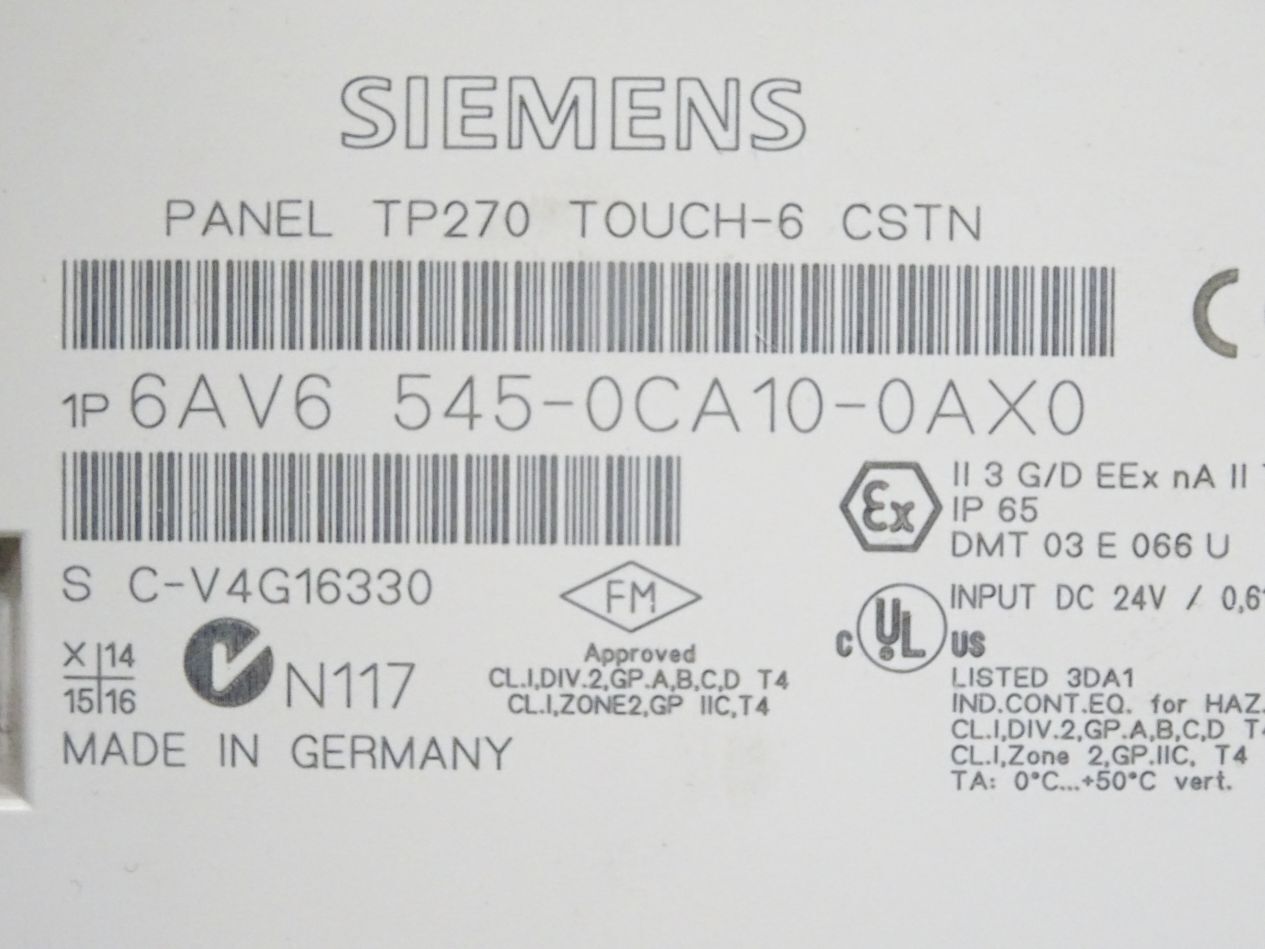 SIEMENS
PANEL TP270 TOUCH-6 CSTN
1P 6AV6 545-0CA10-0AX0
S C-V4G16330
X 14
15 16
N117
MADE IN GERMANY
FM
Approved
CL.I,DIV.2,GP.A,B,C,D T4
CL.I,ZONE2,GP IIC,T4
Ex
II 3 G/D EEx nA II
IP 65
DMT 03 E 066 U
C UL US
INPUT DC 24V /
LISTED 3DA1
IND.CONT.EQ. for HAZ.
CL.I,DIV.2,GP.A,B,C,D
CL.I,Zone 2,GP.IIC, T4
TA: 0°C...+50°C vert.